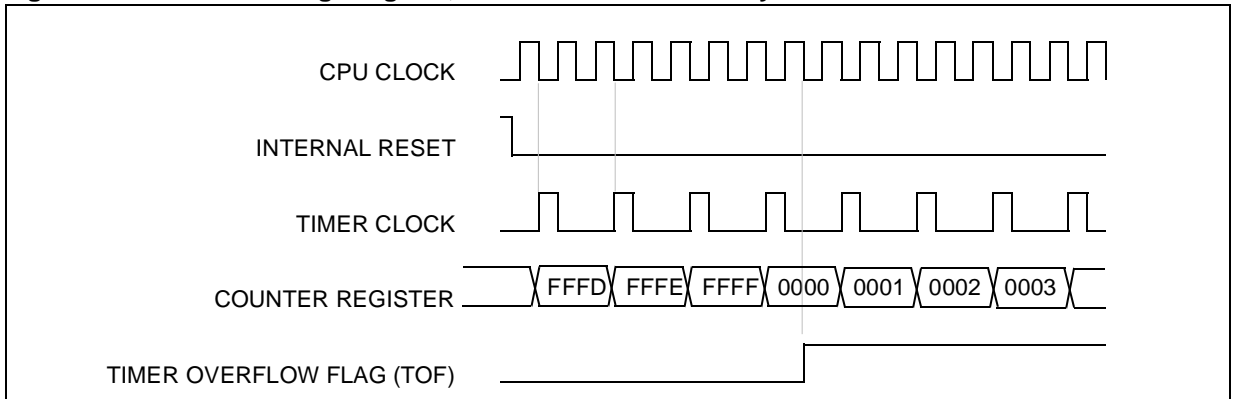 CPU CLOCK
INTERNAL RESET
TIMER CLOCK
COUNTER REGISTER FFFD FFFE FFFF 0000 0001 0002 0003
TIMER OVERFLOW FLAG (TOF)